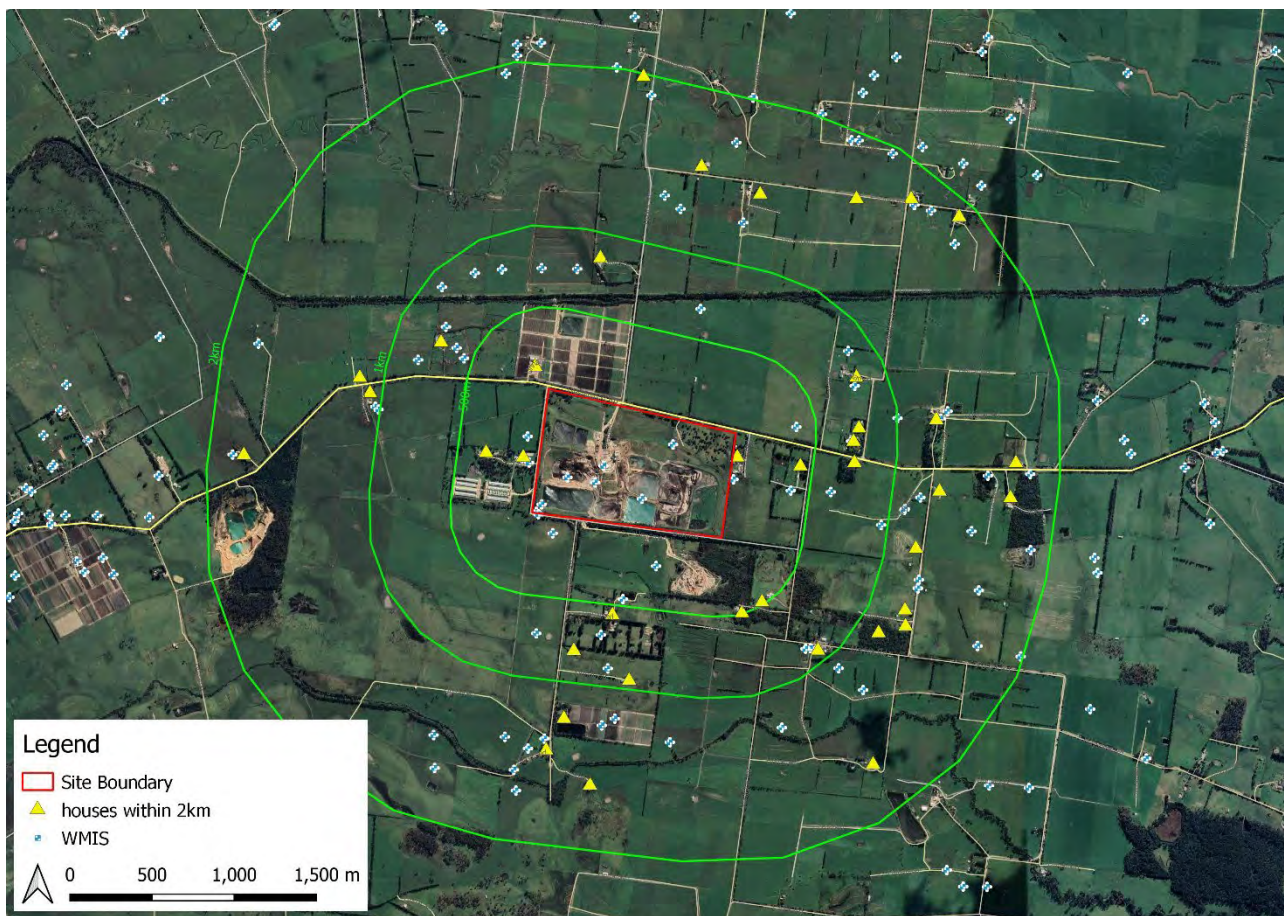 2km
1km
500m
Legend
Site Boundary
houses within 2km
WMIS
0 500 1,000 1,500 m